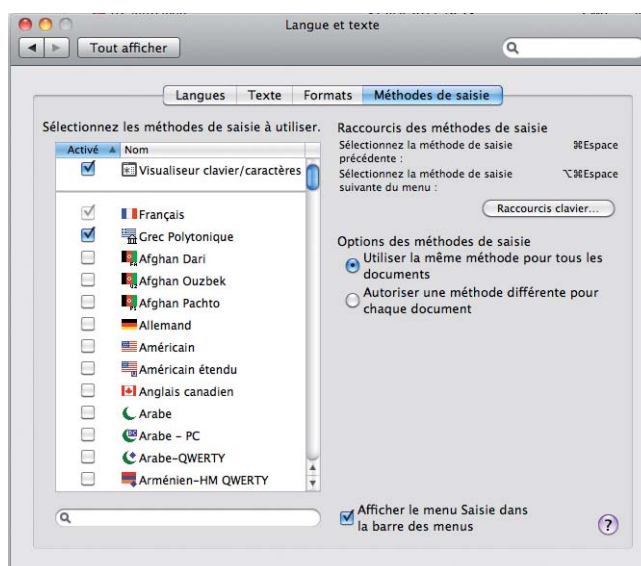 Langue et texte
Tout afficher
Langues Texte Formats Méthodes de saisie
Sélectionnez les méthodes de saisie à utiliser.
Activé Nom
Visualiseur clavier/caractères
Français
Grec Polytonique
Afghan Dari
Afghan Ouzbek
Afghan Pachto
Allemand
Américain
Américain étendu
Anglais canadien
Arabe
Arabe – PC
Arabe-QWERTY
Arménien-HM QWERTY
Raccourcis des méthodes de saisie
Sélectionnez la méthode de saisie ⌘Espace
précédente :
Sélectionnez la méthode de saisie ⌥⌘Espace
suivante du menu :
Raccourcis clavier...
Options des méthodes de saisie
Utiliser la même méthode pour tous les
documents
Autoriser une méthode différente pour
chaque document
Afficher le menu Saisie dans
la barre des menus
?